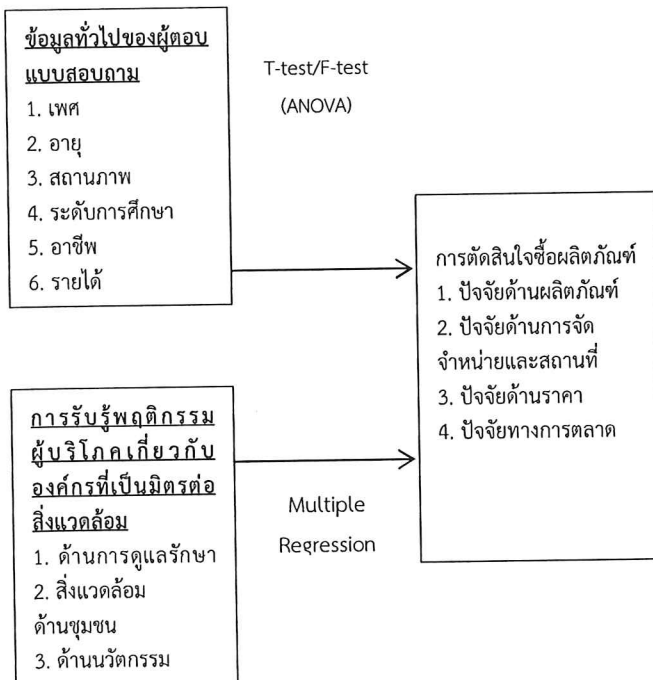 ข้อมูลทั่วไปของผู้ตอบ
แบบสอบถาม
1. เพศ
2. อายุ
3. สถานภาพ
4. ระดับการศึกษา
5. อาชีพ
6. รายได้
T-test/F-test
(ANOVA)
การตัดสินใจซื้อผลิตภัณฑ์
1. ปัจจัยด้านผลิตภัณฑ์
2. ปัจจัยด้านการจัด
จำหน่ายและสถานที่
3. ปัจจัยด้านราคา
4. ปัจจัยทางการตลาด
การรับรู้พฤติกรรม
ผู้บริโภคเกี่ยวกับ
องค์กรที่เป็นมิตรต่อ
สิ่งแวดล้อม
1. ด้านการดูแลรักษา
2. สิ่งแวดล้อม
ด้านชุมชน
3. ด้านนวัตกรรม
Multiple
Regression